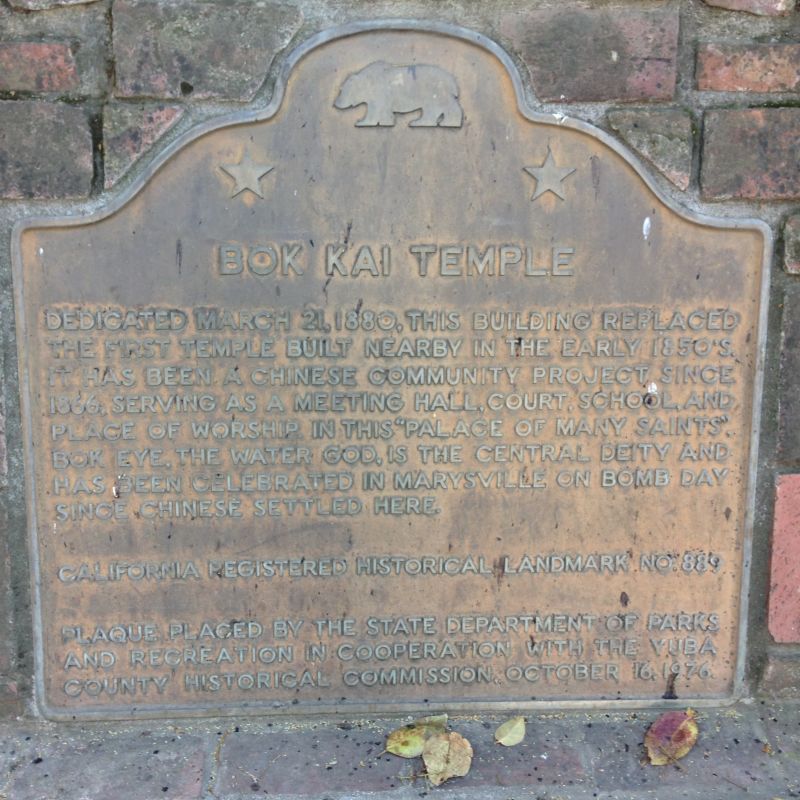 BOK KAI TEMPLE
DEDICATED MARCH 21, 1880, THIS BUILDING REPLACED
THE FIRST TEMPLE BUILT NEARBY IN THE EARLY 1850'S.
IT HAS BEEN A CHINESE COMMUNITY PROJECT SINCE
1866, SERVING AS A MEETING HALL, COURT, SCHOOL, AND
PLACE OF WORSHIP. IN THIS "PALACE OF MANY SAINTS",
BOK EYE, THE WATER GOD, IS THE CENTRAL DEITY AND
HAS BEEN CELEBRATED IN MARYSVILLE ON BOMB DAY
SINCE CHINESE SETTLED HERE.
CALIFORNIA REGISTERED HISTORICAL LANDMARK NO. 889
PLAQUE PLACED BY THE STATE DEPARTMENT OF PARKS
AND RECREATION IN COOPERATION WITH THE YUBA
COUNTY HISTORICAL COMMISSION, OCTOBER 16, 1976.